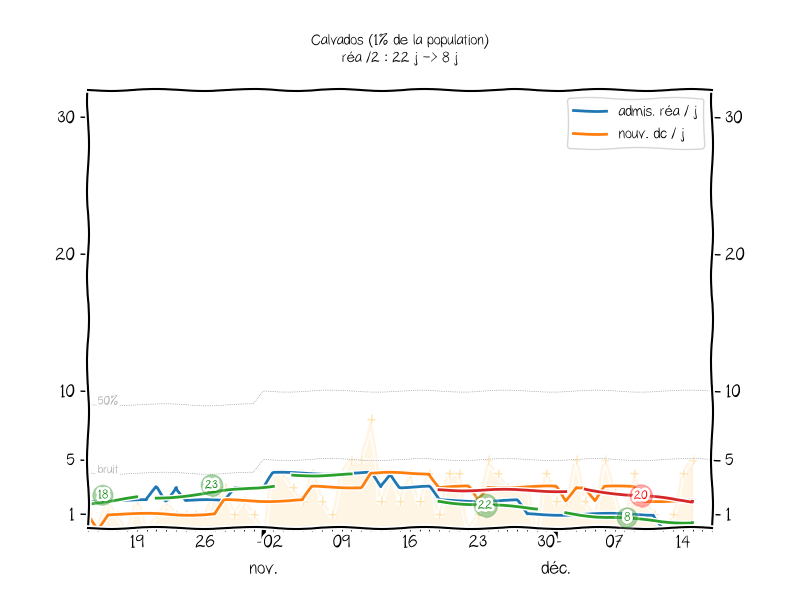 Calvados (1% de la population)
réa /2 : 22 j -> 8 j
admis. réa / j
nouv. dc / j
30
30
20
20
10
10
50%
5
5
bruit
18
23
22
20
8
1
1
19 26 02 09 16 23 30 07 14
nov. déc.